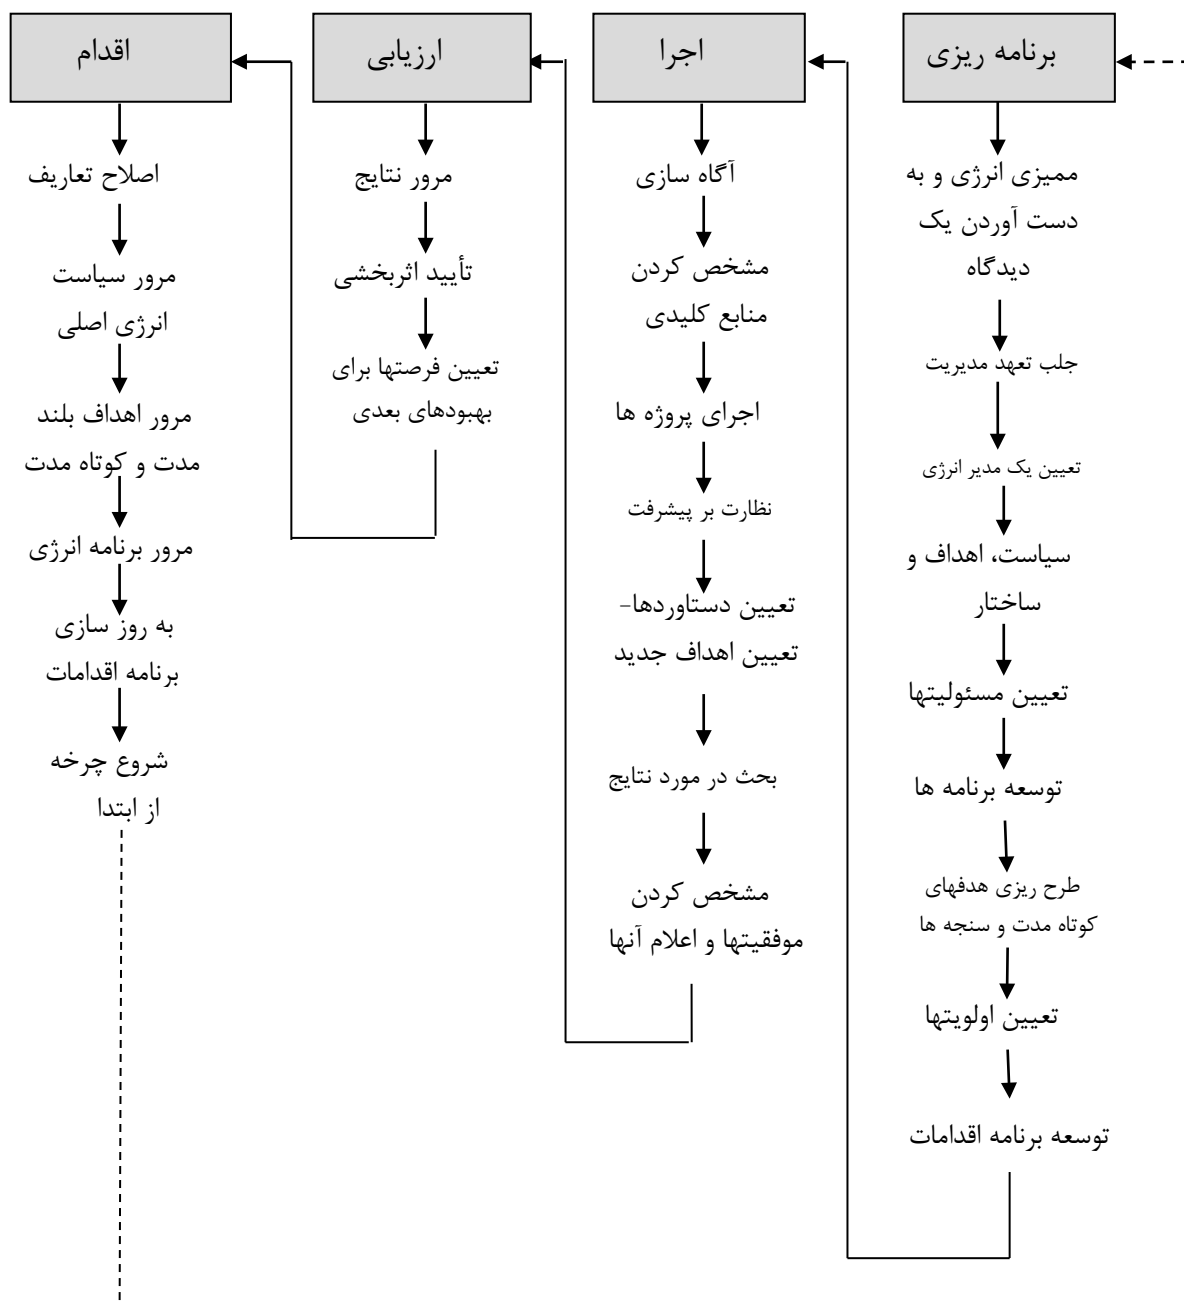 برنامه ریزی
ممیزی انرژی و به
دست آوردن یک
دیدگاه
جلب تعهد مدیریت
تعیین یک مدیر انرژی
سیاست، اهداف و
ساختار
تعیین مسئولیتها
توسعه برنامه ها
طرح ریزی هدفهای
کوتاه مدت و سنجه ها
تعیین اولویتها
توسعه برنامه اقدامات
اجرا
آگاه سازی
مشخص کردن
منابع کلیدی
اجرای پروژه ها
نظارت بر پیشرفت
تعیین دستاوردها-
تعیین اهداف جدید
بحث در مورد نتایج
مشخص کردن
موفقیتها و اعلام آنها
ارزیابی
مرور نتایج
تأیید اثربخشی
تعیین فرصتها برای
بهبودهای بعدی
اقدام
اصلاح تعاریف
مرور سیاست
انرژی اصلی
مرور اهداف بلند
مدت و کوتاه مدت
مرور برنامه انرژی
به روز سازی
برنامه اقدامات
شروع چرخه
از ابتدا